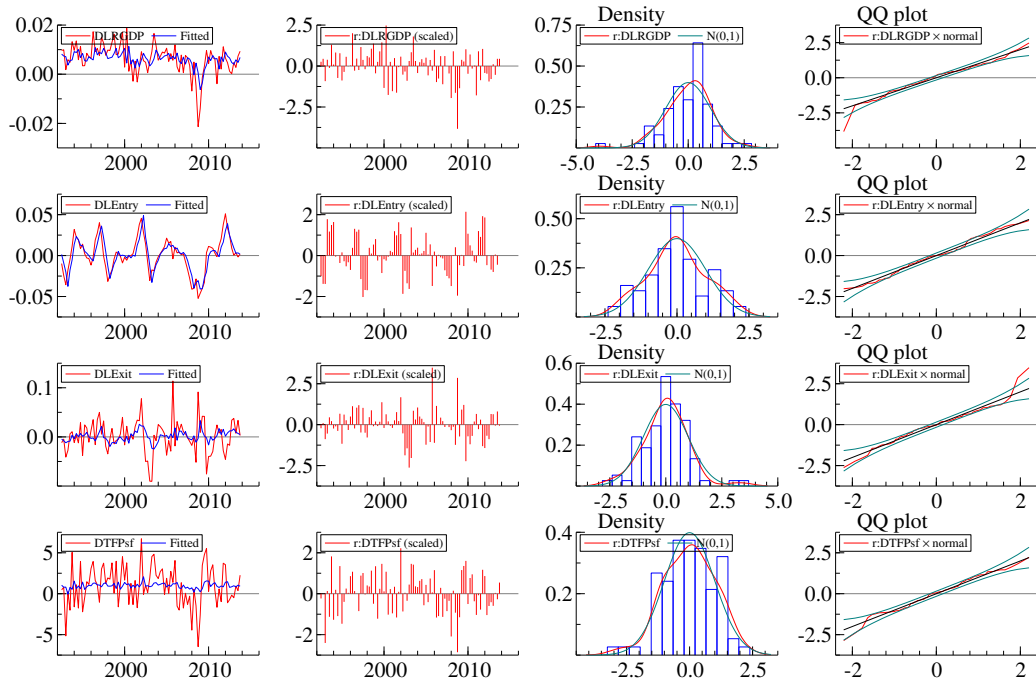 DLRGDP Fitted
0.02
0.00
-0.02
2000 2010
r:DLRGDP (scaled)
2.5
0.0
-2.5
2000 2010
Density
r:DLRGDP N(0,1)
0.75
0.50
0.25
-5.0 -2.5 0.0 2.5
QQ plot
r:DLRGDP × normal
2.5
0.0
-2.5
-2 0 2
DLEntry Fitted
0.05
0.00
-0.05
2000 2010
r:DLEntry (scaled)
2
0
-2
2000 2010
Density
r:DLEntry N(0,1)
0.50
0.25
-2.5 0.0 2.5
QQ plot
r:DLEntry × normal
2.5
0.0
-2.5
-2 0 2
DLExit Fitted
0.1
0.0
2000 2010
r:DLExit (scaled)
2.5
0.0
-2.5
2000 2010
Density
r:DLExit N(0,1)
0.6
0.4
0.2
-2.5 0.0 2.5 5.0
QQ plot
r:DLExit × normal
2.5
0.0
-2.5
-2 0 2
DTFPsf Fitted
5
0
-5
2000 2010
r:DTFPsf (scaled)
2
0
-2
2000 2010
Density
r:DTFPsf N(0,1)
0.4
0.2
-2.5 0.0 2.5
QQ plot
r:DTFPsf × normal
2.5
0.0
-2.5
-2 0 2